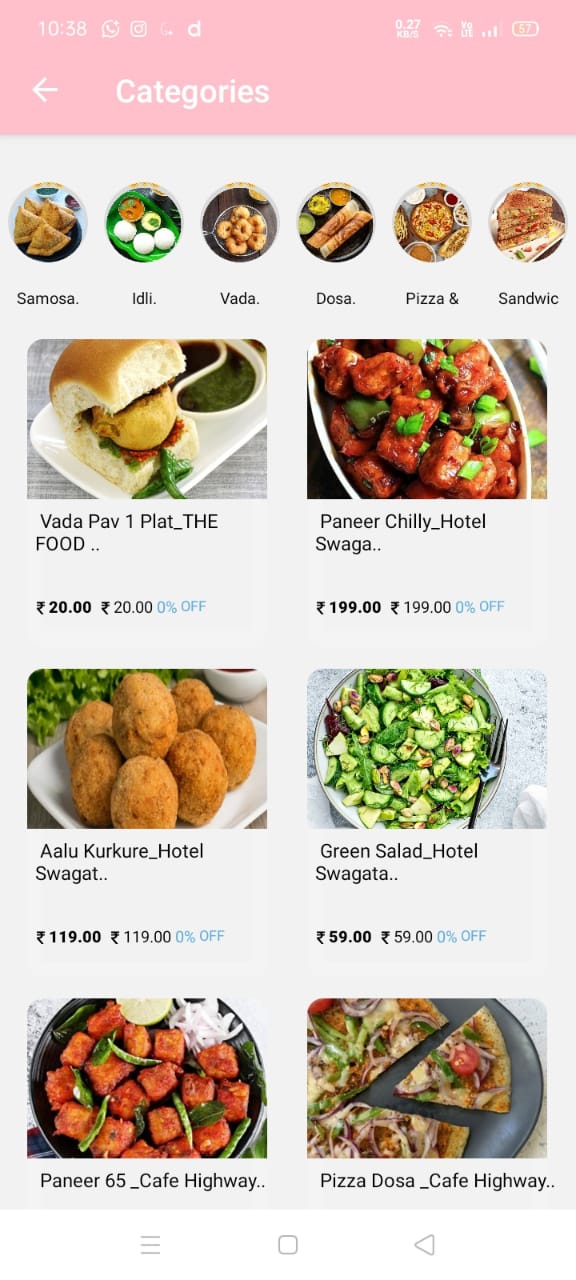 10:38
0.27 KB/S
Vo LTE
57
Categories
Samosa.
Idli.
Vada.
Dosa.
Pizza &
Sandwic
Vada Pav 1 Plat_THE
FOOD ..
₹ 20.00 ₹ 20.00 0% OFF
Paneer Chilly_Hotel
Swaga..
₹ 199.00 ₹ 199.00 0% OFF
Aalu Kurkure_Hotel
Swagat..
₹ 119.00 ₹ 119.00 0% OFF
Green Salad_Hotel
Swagata..
₹ 59.00 ₹ 59.00 0% OFF
Paneer 65 _Cafe Highway..
Pizza Dosa _Cafe Highway..